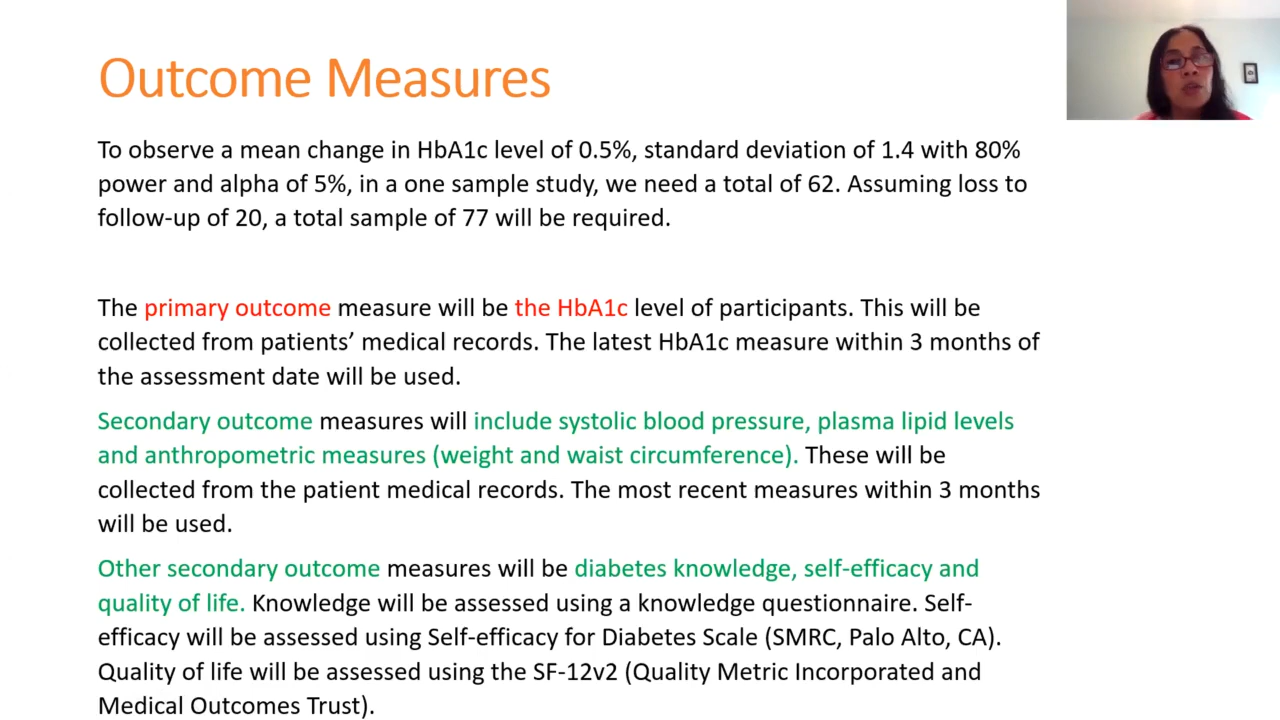 Outcome Measures
To observe a mean change in HbA1c level of 0.5%, standard deviation of 1.4 with 80%
power and alpha of 5%, in a one sample study, we need a total of 62. Assuming loss to
follow-up of 20, a total sample of 77 will be required.
The primary outcome measure will be the HbA1c level of participants. This will be
collected from patients’ medical records. The latest HbA1c measure within 3 months of
the assessment date will be used.
Secondary outcome measures will include systolic blood pressure, plasma lipid levels
and anthropometric measures (weight and waist circumference). These will be
collected from the patient medical records. The most recent measures within 3 months
will be used.
Other secondary outcome measures will be diabetes knowledge, self-efficacy and
quality of life. Knowledge will be assessed using a knowledge questionnaire. Self-
efficacy will be assessed using Self-efficacy for Diabetes Scale (SMRC, Palo Alto, CA).
Quality of life will be assessed using the SF-12v2 (Quality Metric Incorporated and
Medical Outcomes Trust).